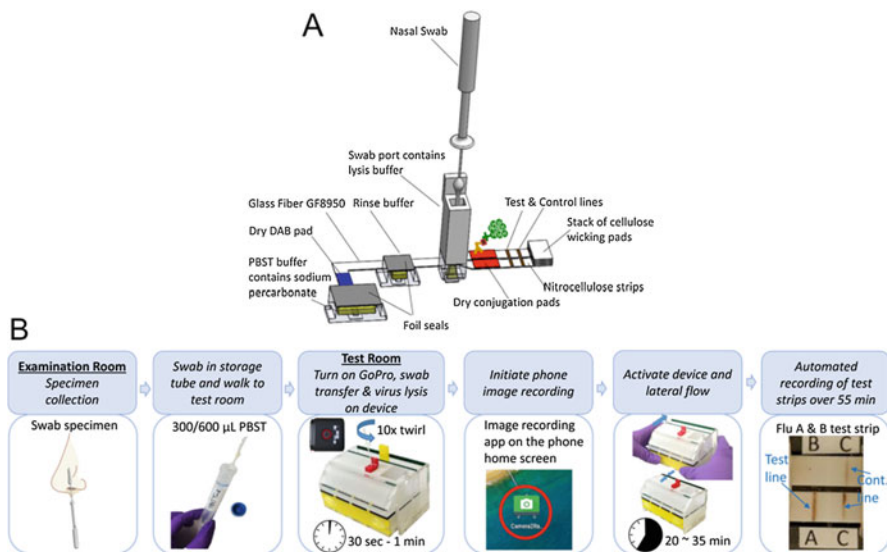 A
Nasal Swab
Swab port contains
lysis buffer
Glass Fiber GF8950
Rinse buffer
Test & Control lines
Stack of cellulose
wicking pads
Dry DAB pad
PBST buffer
contains sodium
percarbonate
Nitrocellulose strips
Dry conjugation pads
Foil seals
B
Examination Room
Specimen
collection
Swab in storage
tube and walk to
test room
Test Room
Turn on GoPro, swab
transfer & virus lysis
on device
Initiate phone
image recording
Activate device and
lateral flow
Automated
recording of test
strips over 55 min
Swab specimen
300/600 µL PBST
10x twirl
30 sec - 1 min
Image recording
app on the phone
home screen
20 ~ 35 min
Flu A & B test strip
B C
Test
line
Cont.
line
A C